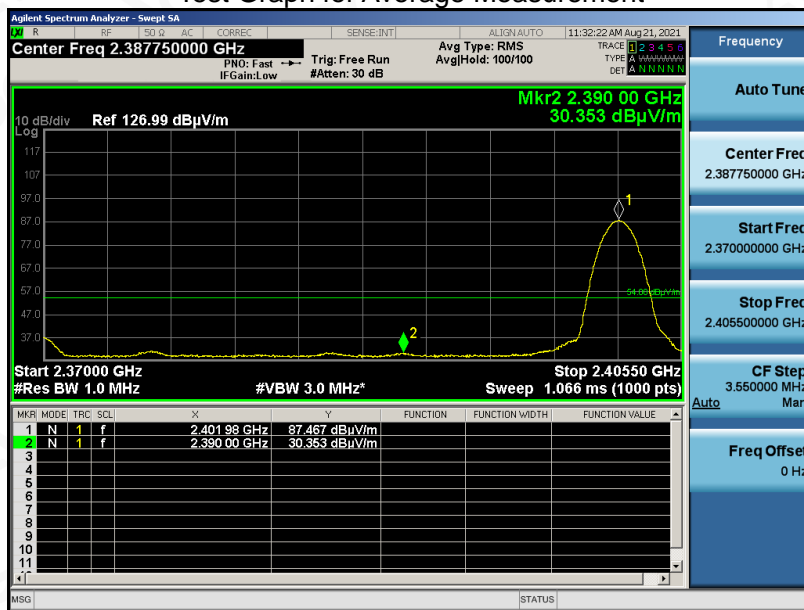 Test Graph for Average Measurement
Agilent Spectrum Analyzer - Swept SA
LXI R RF 50 Ω AC CORREC SENSE:INT ALIGN AUTO 11:32:22 AM Aug 21, 2021
Center Freq 2.387750000 GHz
PNO: Fast
IFGain:Low
Trig: Free Run
#Atten: 30 dB
Avg Type: RMS
Avg|Hold: 100/100
TRACE 1 2 3 4 5 6
TYPE A WWWWW
DET A N N N N N
Mkr2 2.390 00 GHz
30.353 dBµV/m
10 dB/div Ref 126.99 dBµV/m
Log
117
107
97.0
87.0
77.0
67.0
57.0
47.0
37.0
1
2
54.00 dBµV/m
Start 2.37000 GHz Stop 2.40550 GHz
#Res BW 1.0 MHz #VBW 3.0 MHz* Sweep 1.066 ms (1000 pts)
MKR MODE TRC SCL X Y FUNCTION FUNCTION WIDTH FUNCTION VALUE
1 N 1 f 2.401 98 GHz 87.467 dBµV/m
2 N 1 f 2.390 00 GHz 30.353 dBµV/m
3
4
5
6
7
8
9
10
11
MSG STATUS
Frequency
Auto Tune
Center Freq
2.387750000 GHz
Start Freq
2.370000000 GHz
Stop Freq
2.405500000 GHz
CF Step
3.550000 MHz
Auto Man
Freq Offset
0 Hz